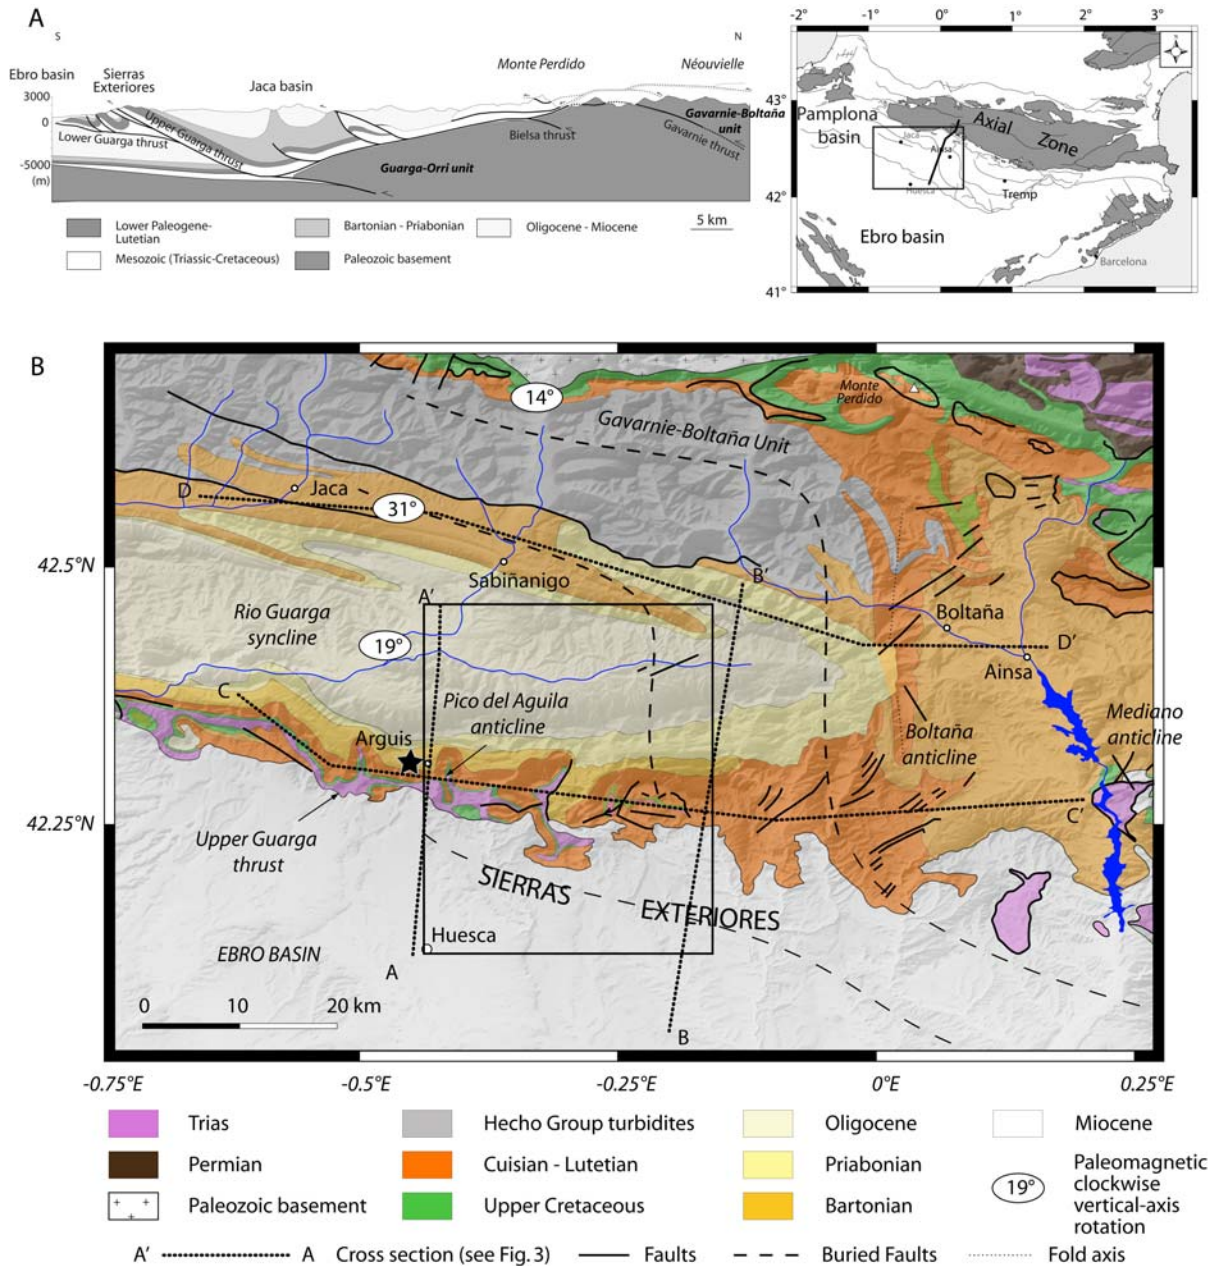 A
S
N
Ebro basin
Sierras
Exteriores
Jaca basin
Monte Perdido
Néouvielle
3000
0
-5000
(m)
Lower Guarga thrust
Upper Guarga thrust
Guarga-Orri unit
Bielsa thrust
Gavarnie-Boltaña
unit
Gavarnie thrust
Lower Paleogene-
Lutetian
Bartonian - Priabonian
Oligocene - Miocene
5 km
Mesozoic (Triassic-Cretaceous)
Paleozoic basement
-2°
-1°
0°
1°
2°
3°
N
43°
42°
41°
Pamplona
basin
Axial
Zone
Jaca
Ainsa
Huesca
Tremp
Ebro basin
Barcelona
B
Monte
Perdido
14°
Gavarnie-Boltaña Unit
D
Jaca
31°
42.5°N
Sabiñanigo
B'
A'
Rio Guarga
syncline
19°
Boltaña
D'
Ainsa
C
Pico del Aguila
anticline
Arguis
Boltaña
anticline
Mediano
anticline
42.25°N
C'
Upper Guarga
thrust
SIERRAS
EXTERIORES
Huesca
EBRO BASIN
A
B
0
10
20 km
-0.75°E
-0.5°E
-0.25°E
0°E
0.25°E
Trias
Hecho Group turbidites
Oligocene
Miocene
Permian
Cuisian - Lutetian
Priabonian
19°
Paleomagnetic
clockwise
vertical-axis
rotation
Paleozoic basement
Upper Cretaceous
Bartonian
A'
A
Cross section (see Fig. 3)
Faults
Buried Faults
Fold axis